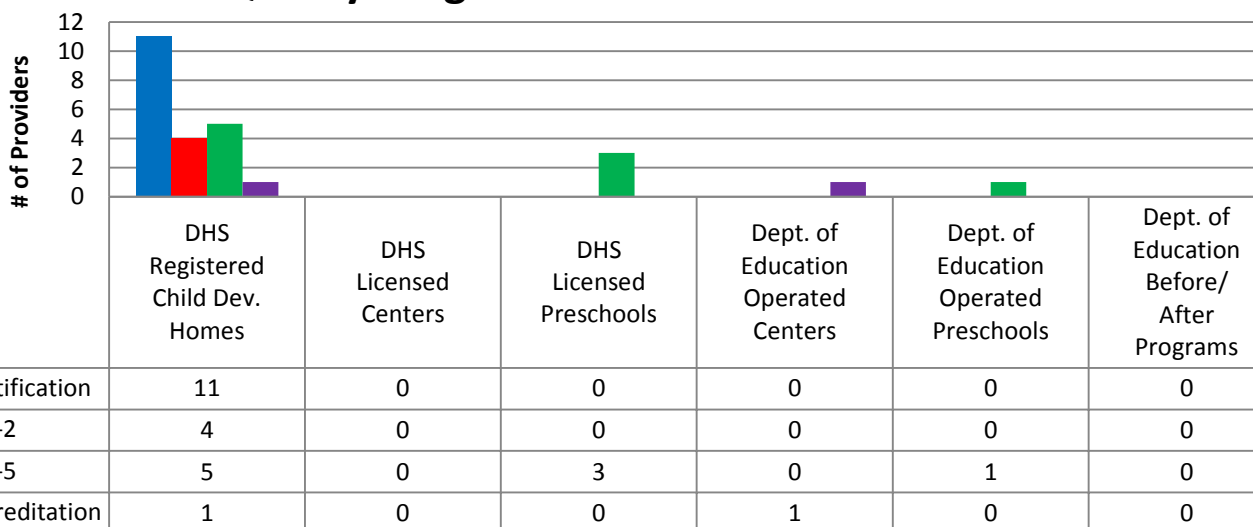 12
10
8
6
4
2
0
# of Providers
DHS
Registered
Child Dev.
Homes
DHS
Licensed
Centers
DHS
Licensed
Preschools
Dept. of
Education
Operated
Centers
Dept. of
Education
Operated
Preschools
Dept. of
Education
Before/
After
Programs
tification 11 0 0 0 0 0
-2 4 0 0 0 0 0
-5 5 0 3 0 1 0
reditation 1 0 0 1 0 0